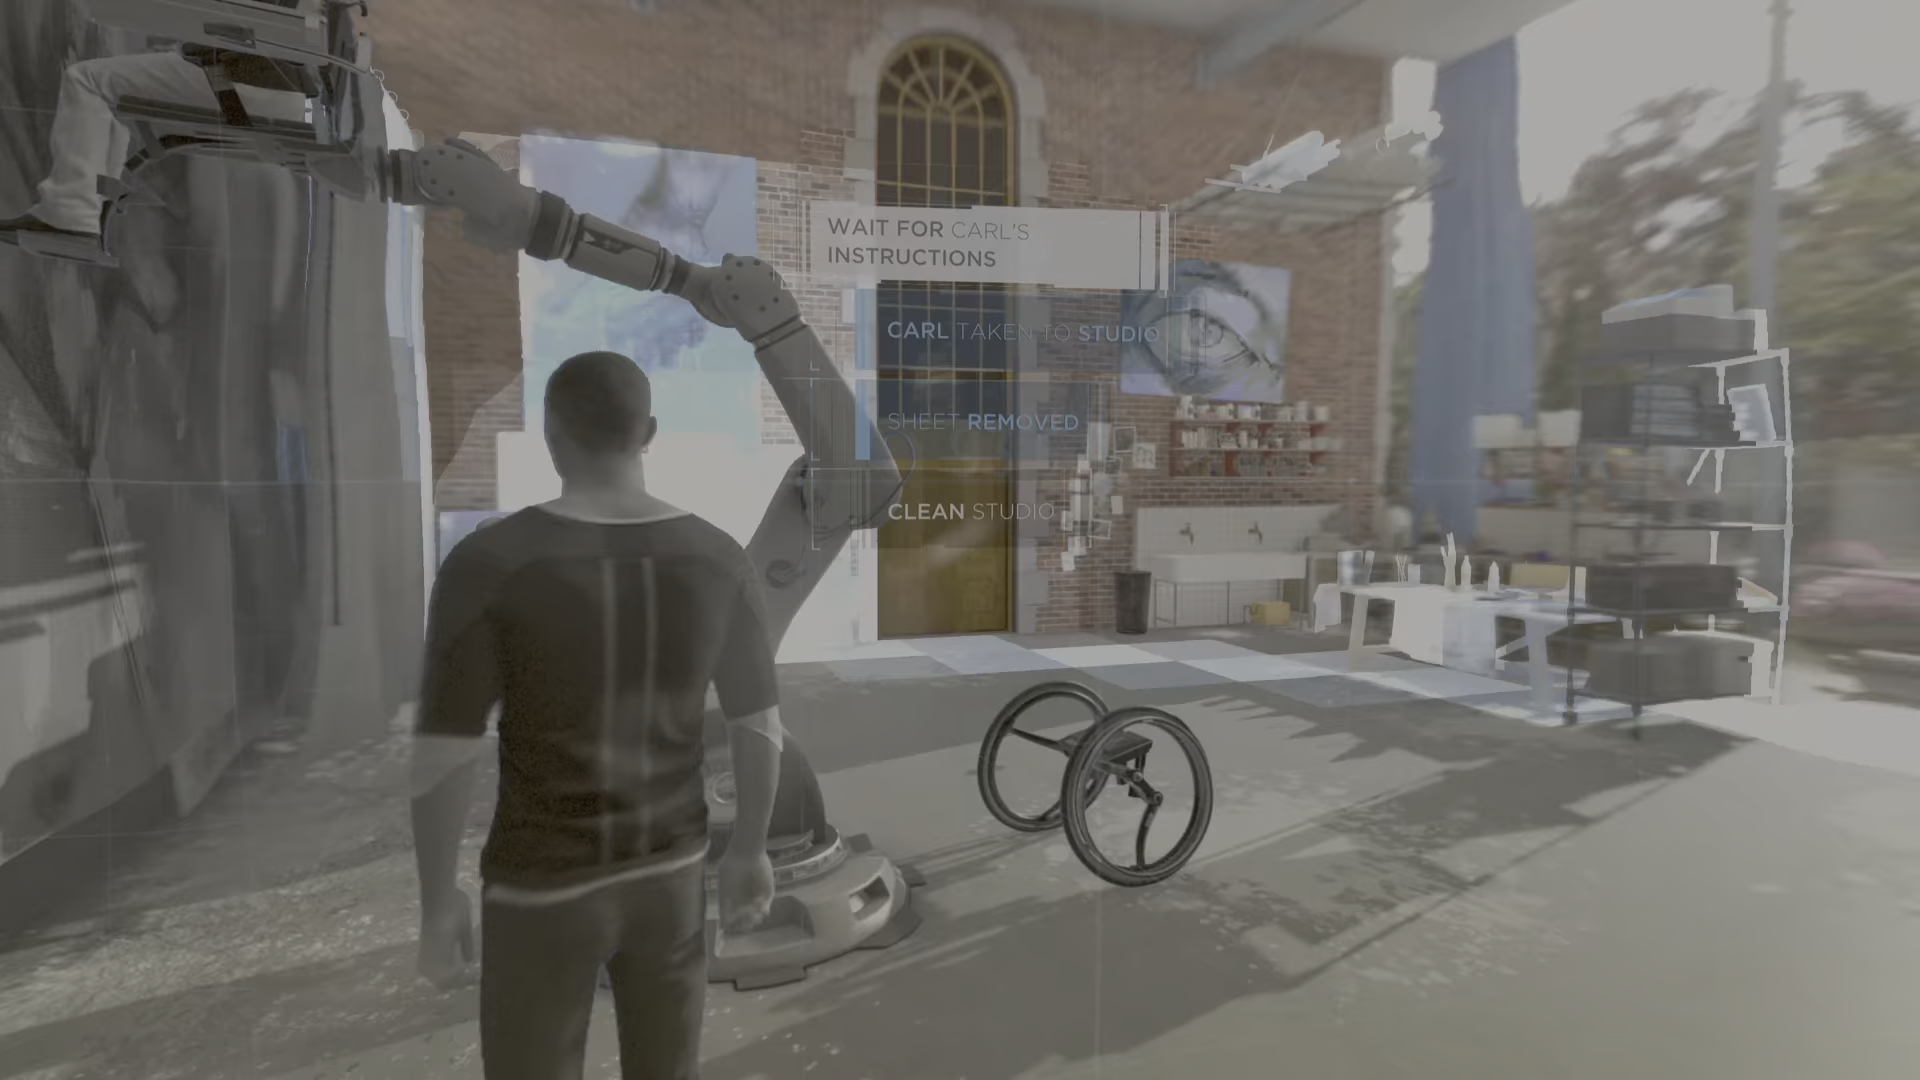 WAIT FOR CARL'S
INSTRUCTIONS
CARL TAKEN TO STUDIO
SHEET REMOVED
CLEAN STUDIO